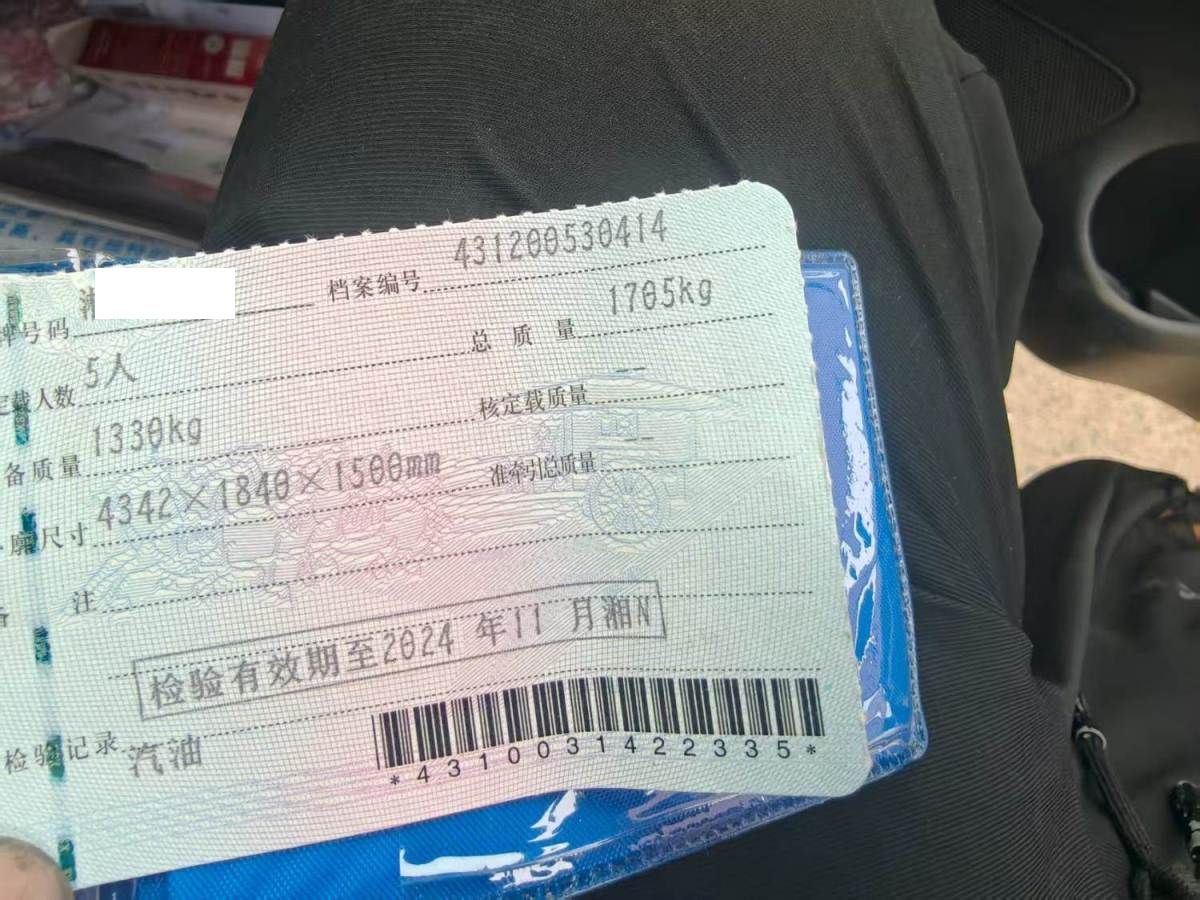 号码 档案编号 431200530414
定载人数 5人 总质量 1705kg
备质量 1330kg 核定载质量 --
廓尺寸 4342×1840×1500mm 准牵引总质量 --
备注
检验有效期至2024年11月湘N
检验记录 汽油
*4310031422335*